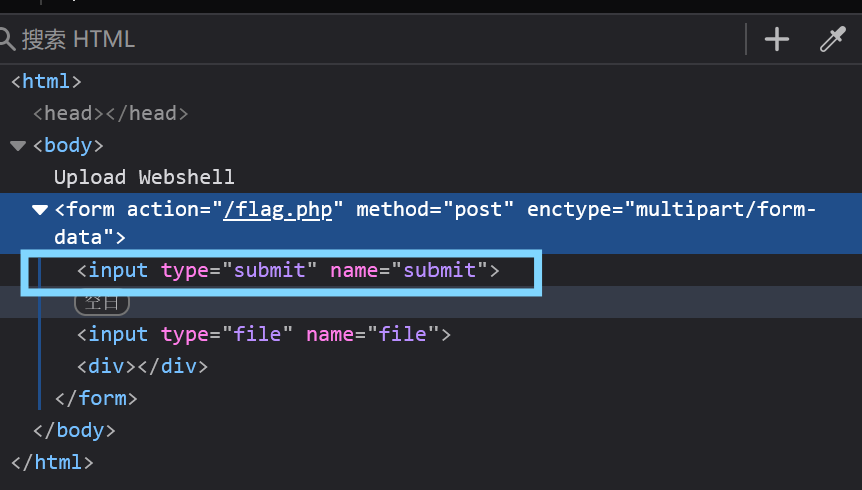 搜索 HTML
<html>
<head></head>
<body>
Upload Webshell
<form action="/flag.php" method="post" enctype="multipart/form-
data">
<input type="submit" name="submit">
空白
<input type="file" name="file">
<div></div>
</form>
</body>
</html>